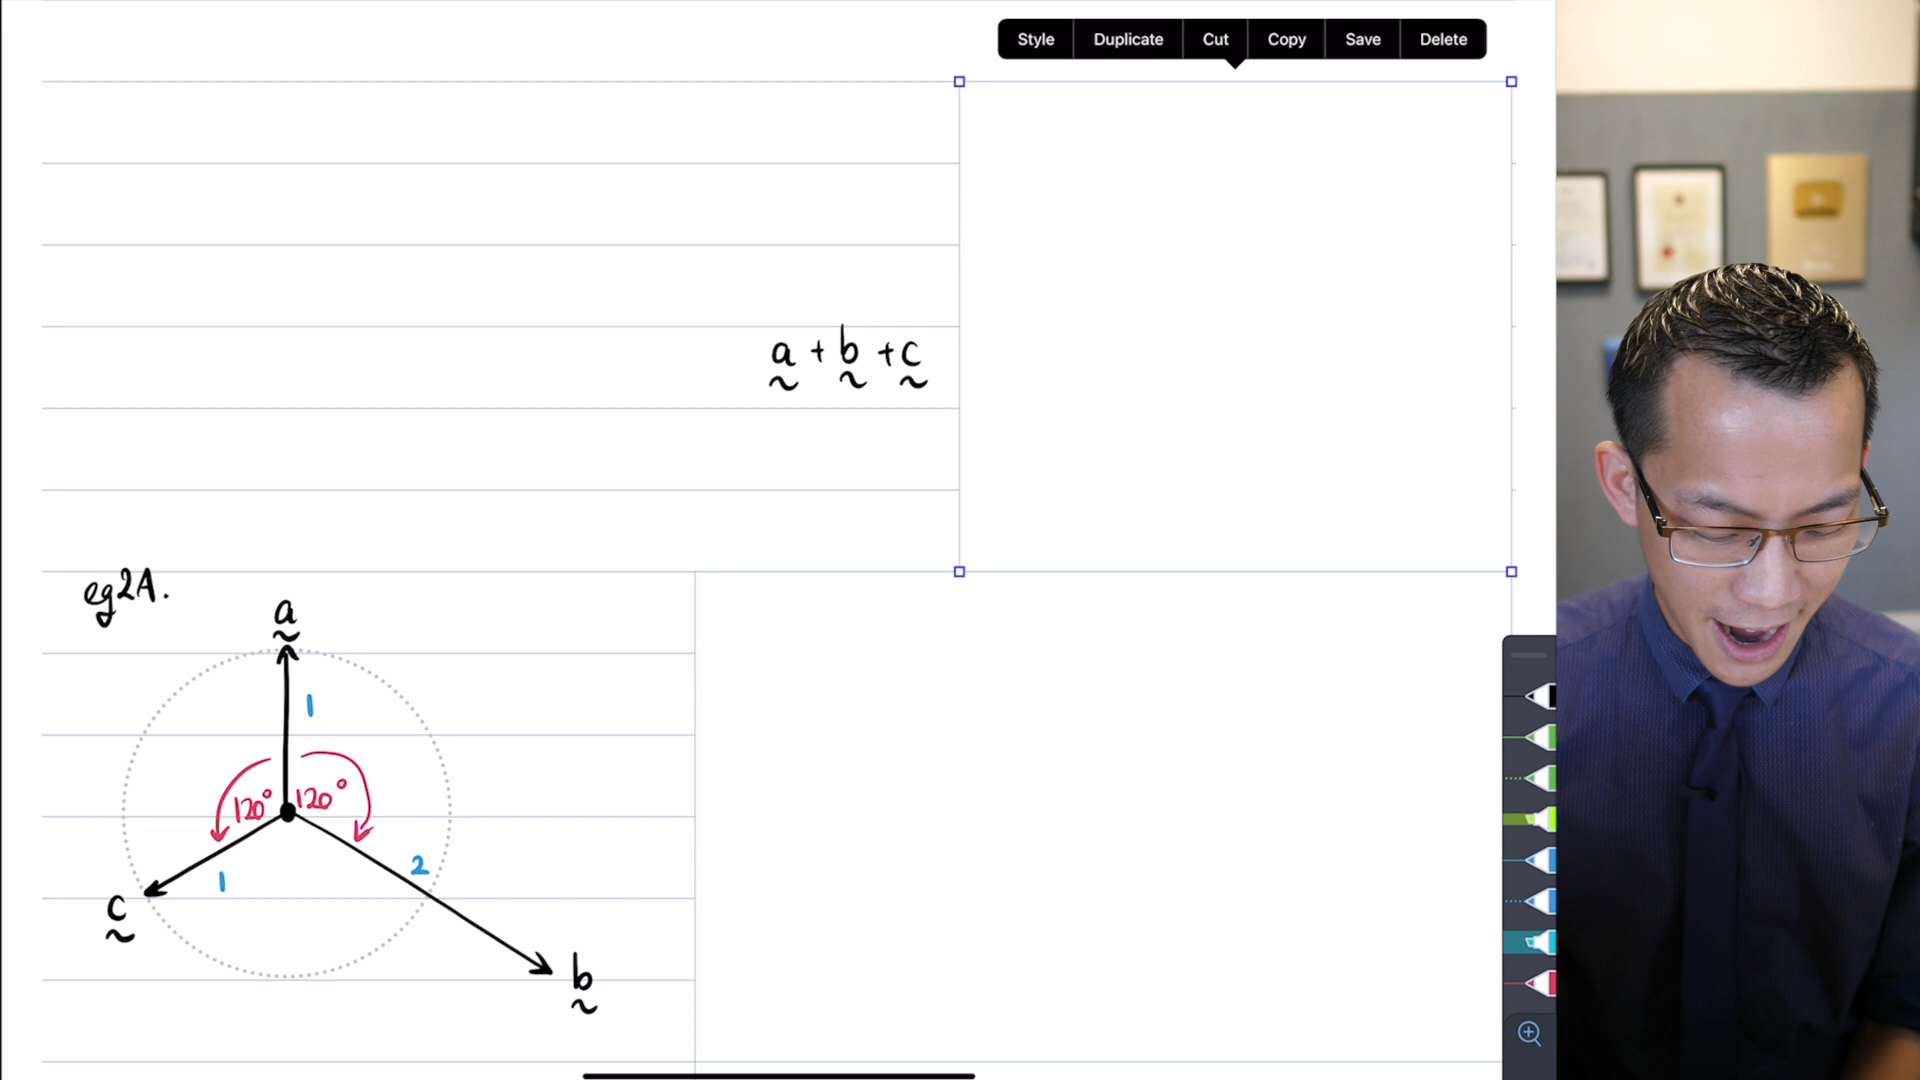 Style Duplicate Cut Copy Save Delete
a + b + c
~ ~ ~
eg2A.
a
~
1
120° 120°
2
1
c
~
b
~